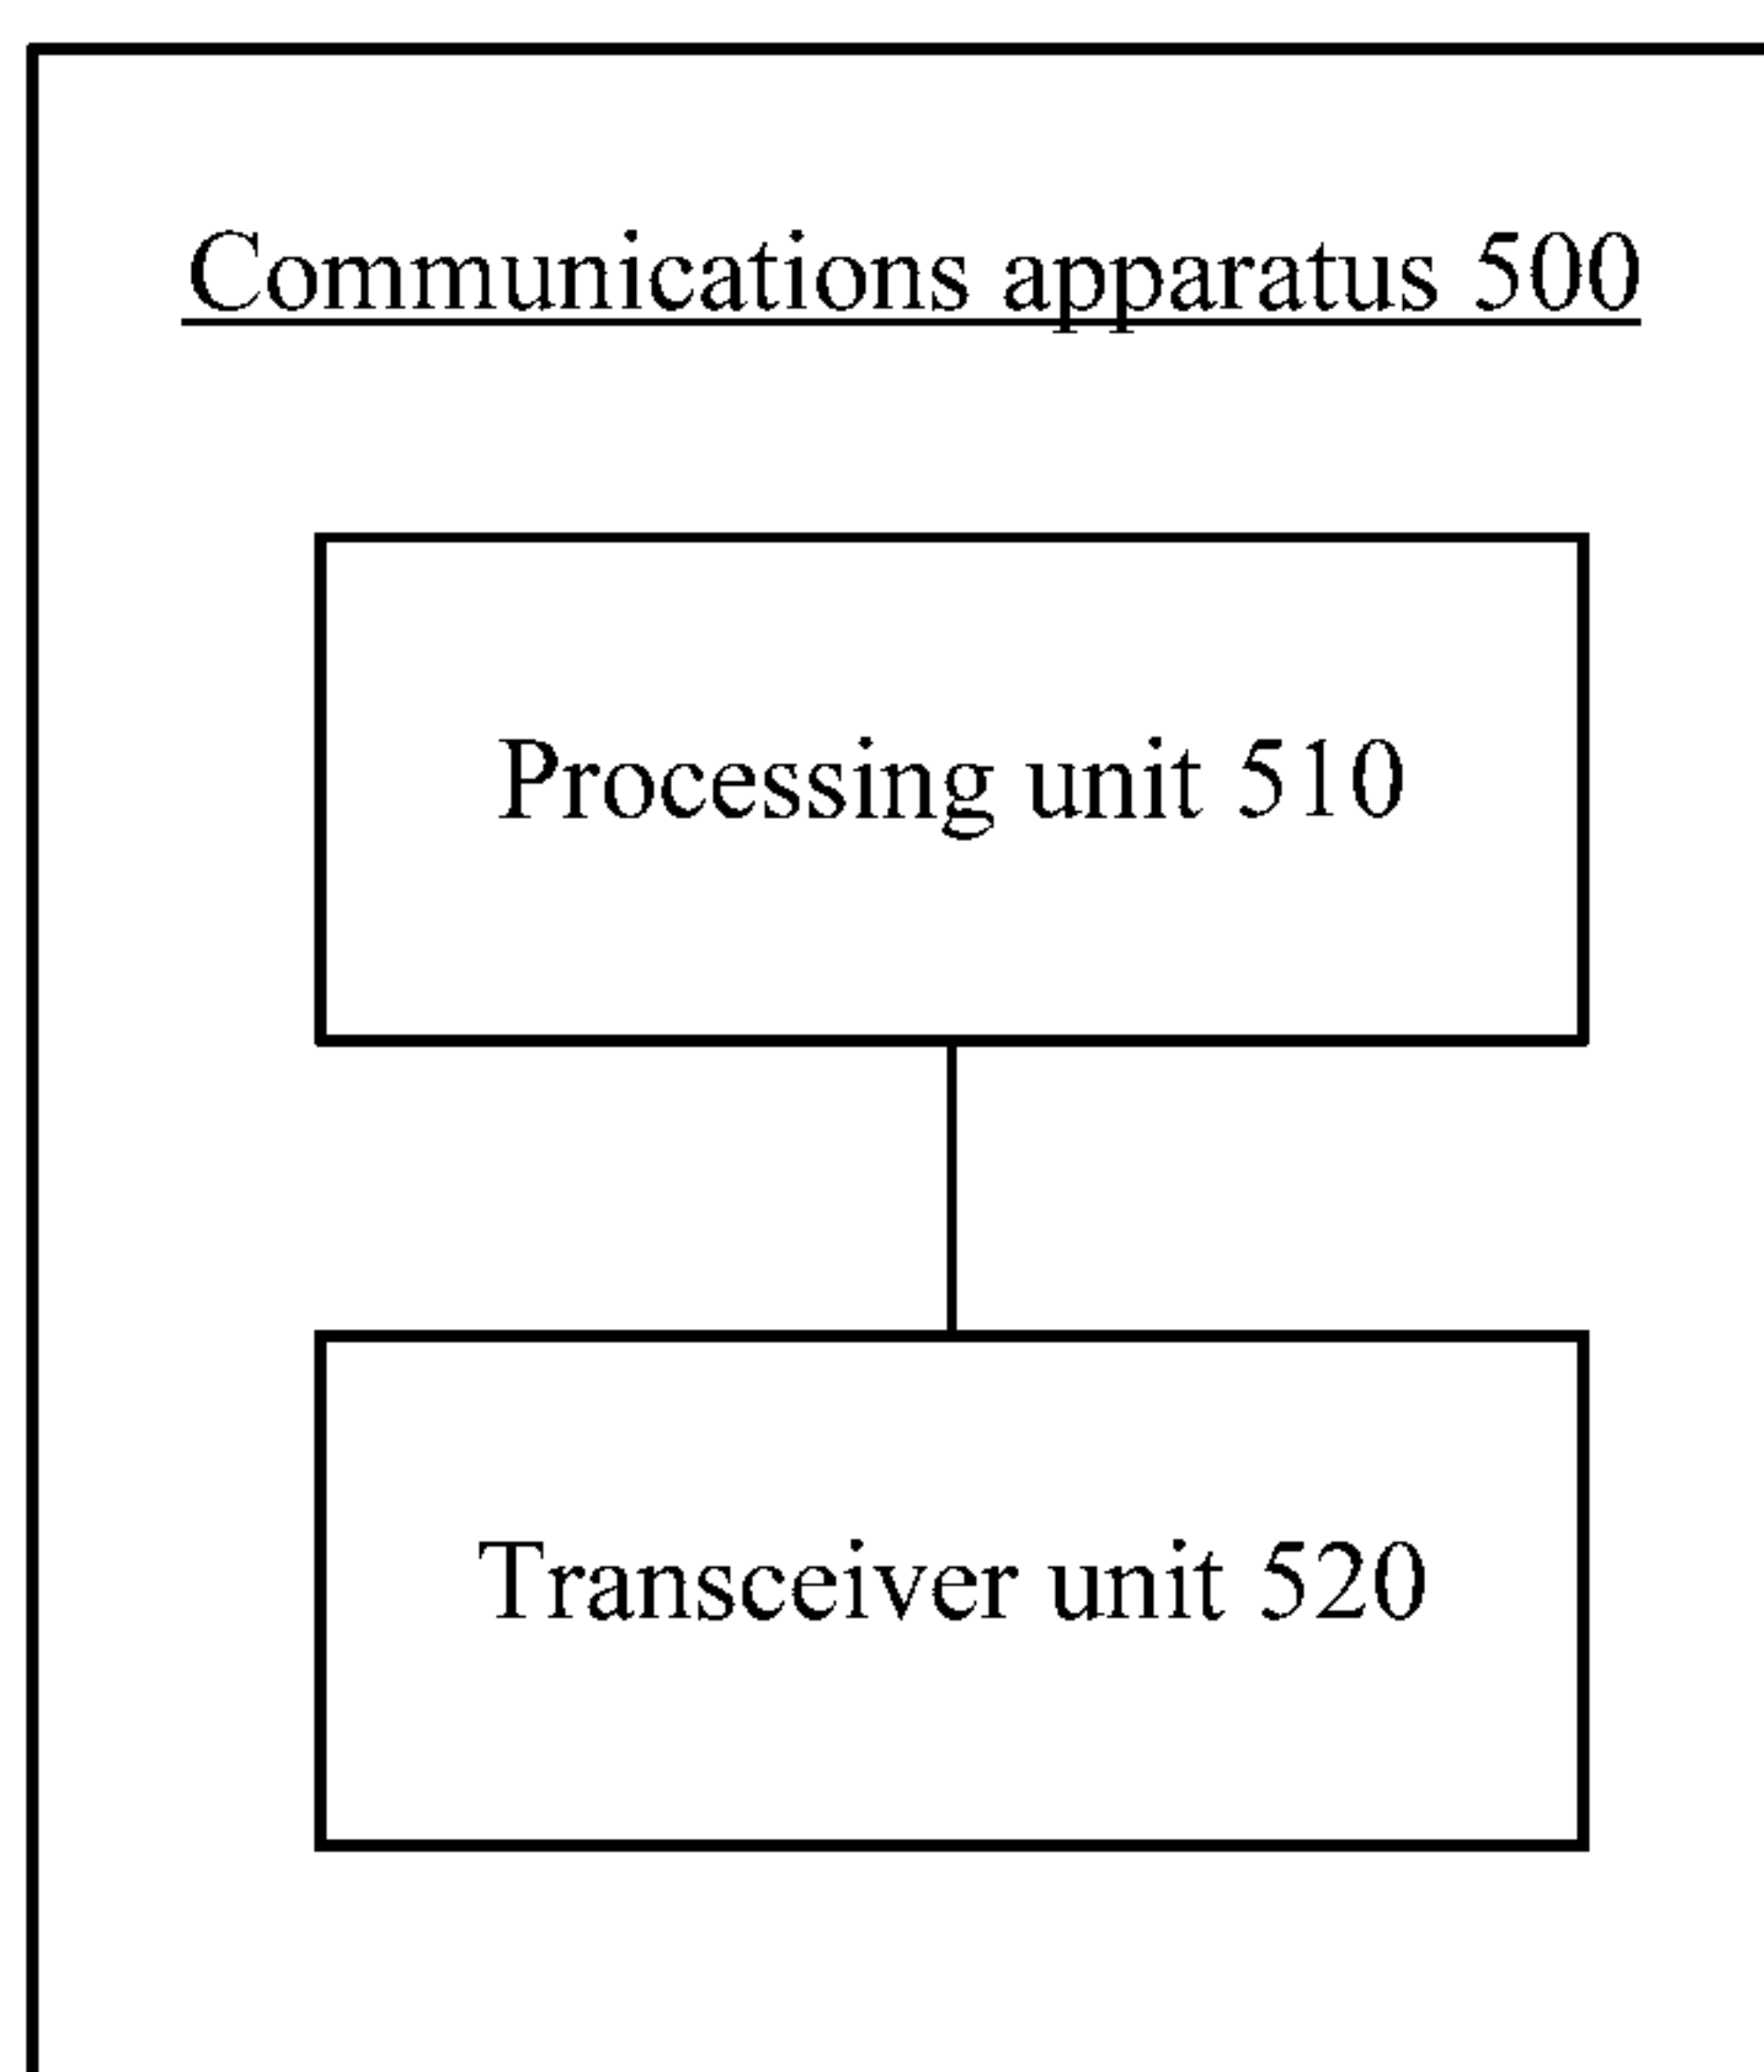 Communications apparatus 500
Processing unit 510
Transceiver unit 520